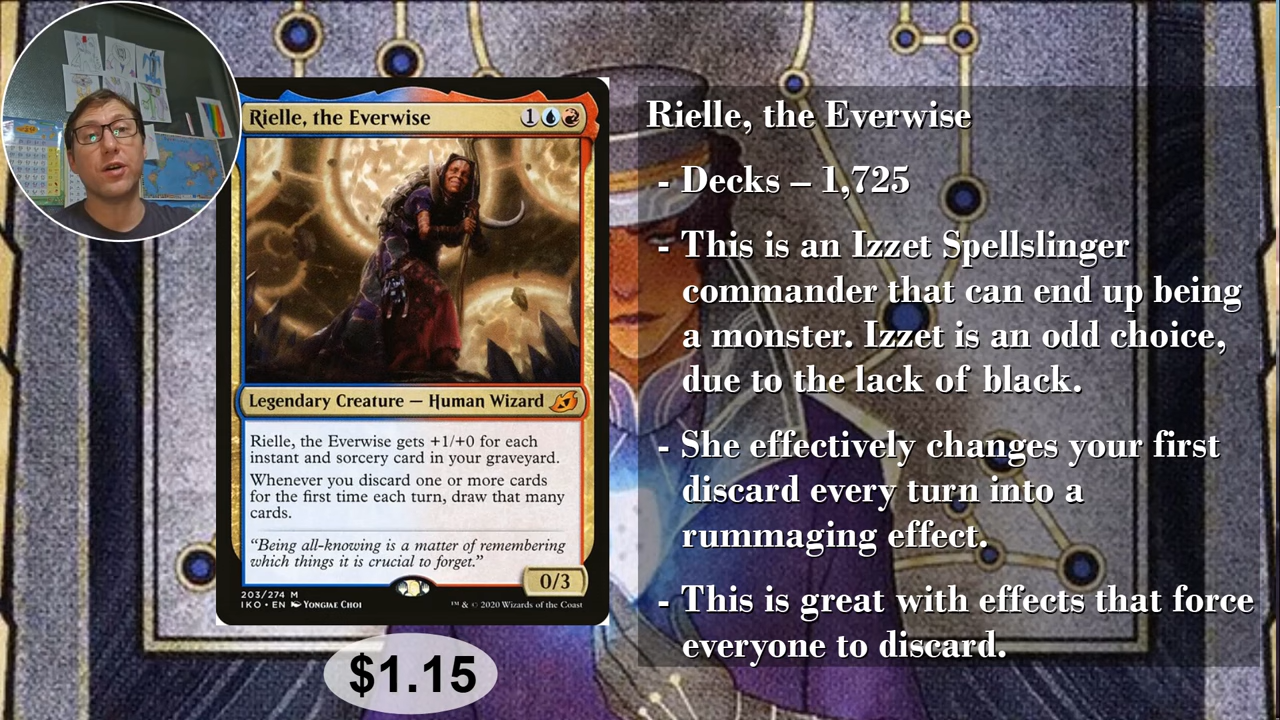 Rielle, the Everwise 1
Legendary Creature — Human Wizard
Rielle, the Everwise gets +1/+0 for each
instant and sorcery card in your graveyard.
Whenever you discard one or more cards
for the first time each turn, draw that many
cards.
“Being all-knowing is a matter of remembering
which things it is crucial to forget.”
0/3
203/274 M
IKO • EN Yongjae Choi
™ & © 2020 Wizards of the Coast
$1.15
Rielle, the Everwise
- Decks – 1,725
- This is an Izzet Spellslinger
commander that can end up being
a monster. Izzet is an odd choice,
due to the lack of black.
- She effectively changes your first
discard every turn into a
rummaging effect.
- This is great with effects that force
everyone to discard.